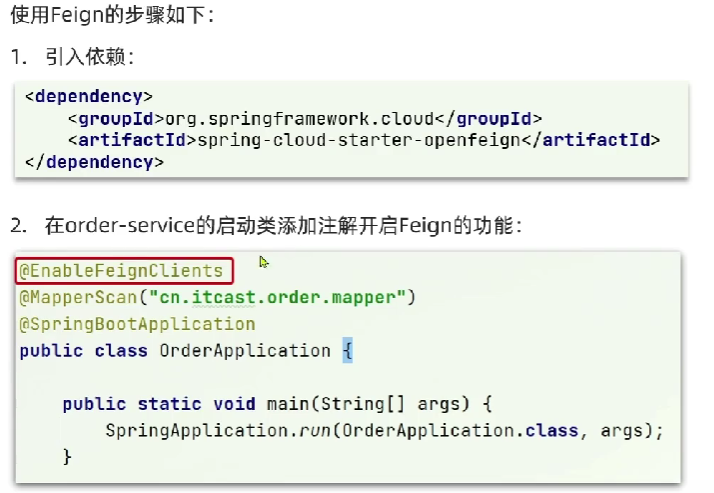 使用Feign的步骤如下：
1. 引入依赖：
<dependency>
    <groupId>org.springframework.cloud</groupId>
    <artifactId>spring-cloud-starter-openfeign</artifactId>
</dependency>
2. 在order-service的启动类添加注解开启Feign的功能：
@EnableFeignClients
@MapperScan("cn.itcast.order.mapper")
@SpringBootApplication
public class OrderApplication {
    public static void main(String[] args) {
        SpringApplication.run(OrderApplication.class, args);
    }